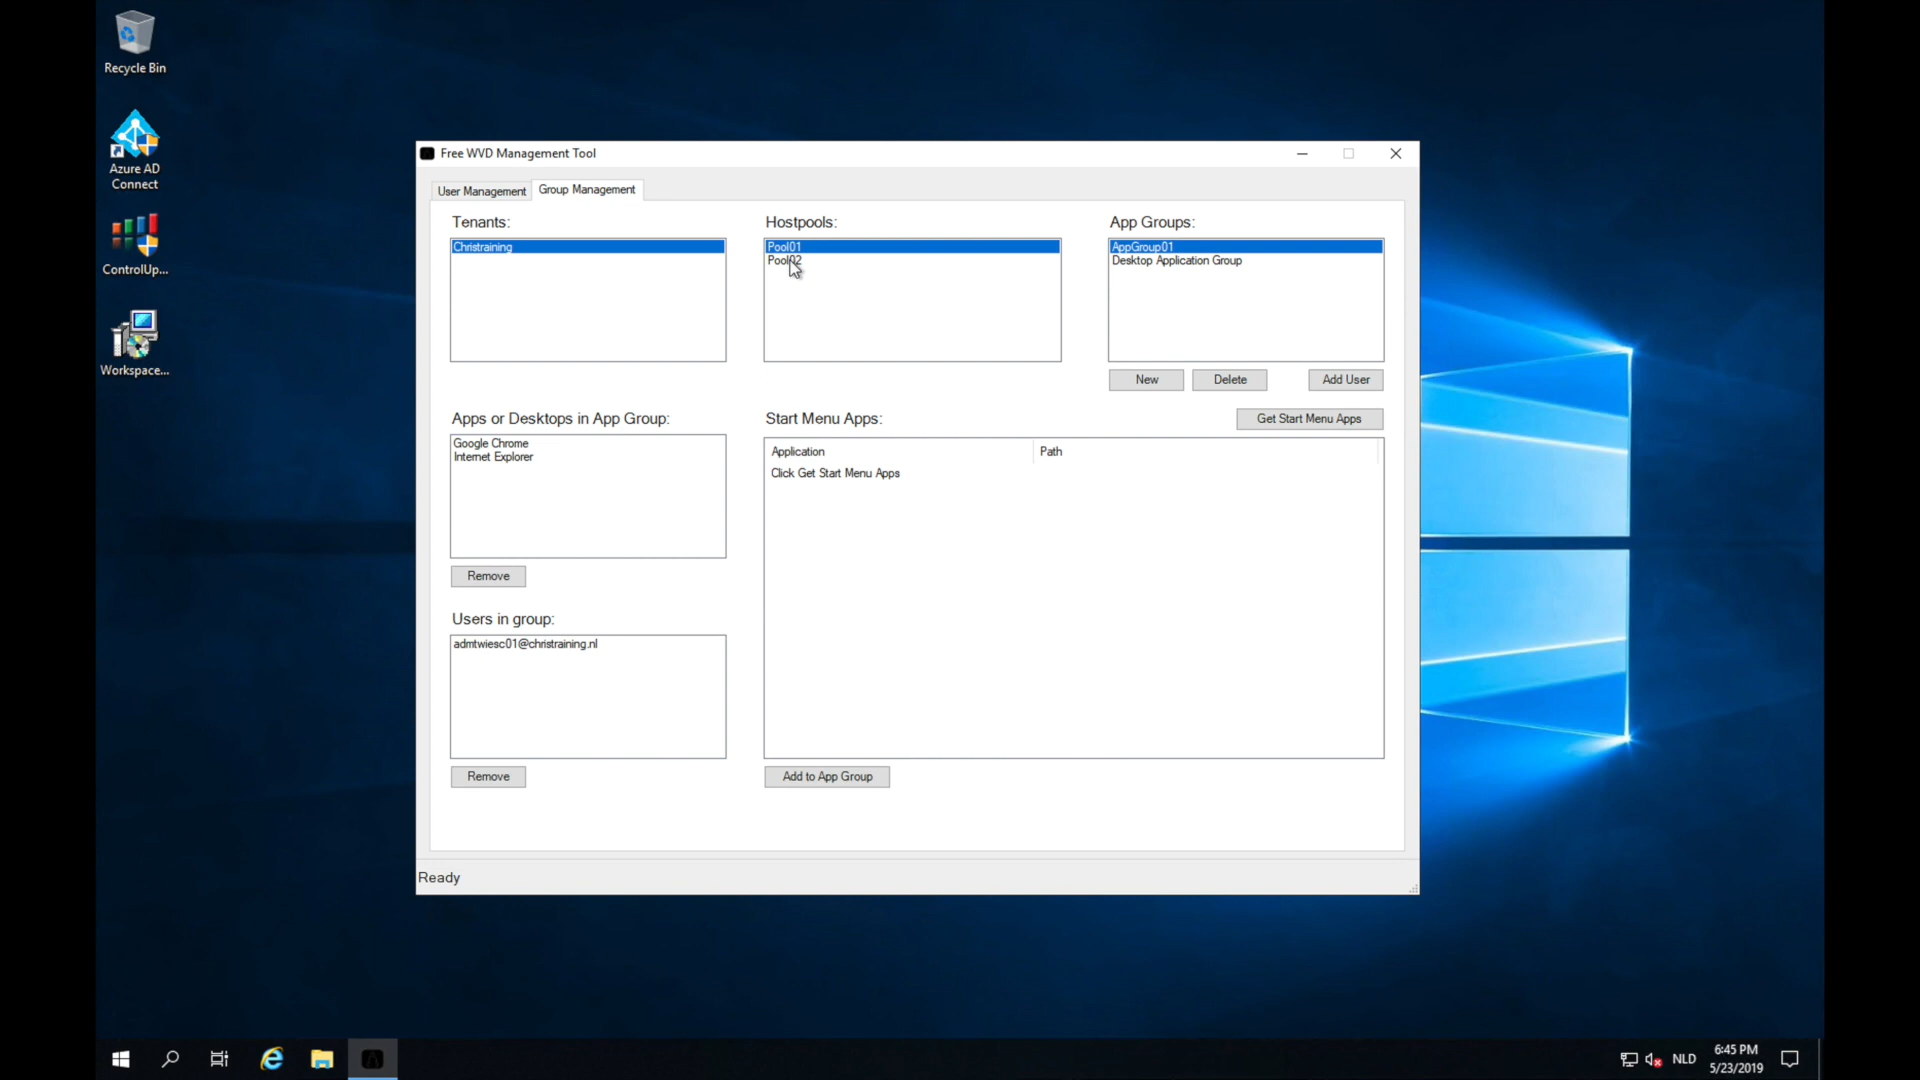 Recycle Bin
Azure AD
Connect
ControlUp...
Workspace...
Free WVD Management Tool
User Management
Group Management
Tenants:
Christraining
Hostpools:
Pool01
Pool02
App Groups:
AppGroup01
Desktop Application Group
New
Delete
Add User
Apps or Desktops in App Group:
Google Chrome
Internet Explorer
Remove
Start Menu Apps:
Get Start Menu Apps
Application
Path
Click Get Start Menu Apps
Users in group:
admtwiesc01@christraining.nl
Remove
Add to App Group
Ready
NLD
6:45 PM
5/23/2019